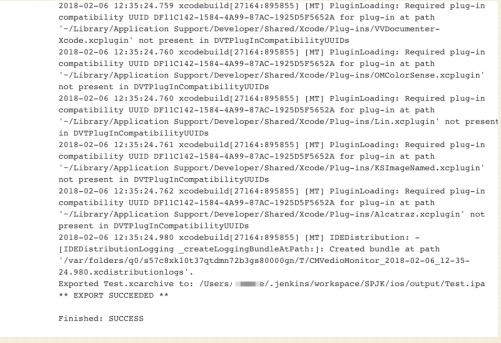 2018-02-06 12:35:24.759 xcodebuild[27164:895855] [MT] PluginLoading: Required plug-in
compatibility UUID DF11C142-1584-4A99-87AC-1925D5F5652A for plug-in at path
'~/Library/Application Support/Developer/Shared/Xcode/Plug-ins/VVDocumenter-
Xcode.xcplugin' not present in DVTPlugInCompatibilityUUIDs
2018-02-06 12:35:24.760 xcodebuild[27164:895855] [MT] PluginLoading: Required plug-in
compatibility UUID DF11C142-1584-4A99-87AC-1925D5F5652A for plug-in at path
'~/Library/Application Support/Developer/Shared/Xcode/Plug-ins/OMColorSense.xcplugin'
not present in DVTPlugInCompatibilityUUIDs
2018-02-06 12:35:24.761 xcodebuild[27164:895855] [MT] PluginLoading: Required plug-in
compatibility UUID DF11C142-1584-4A99-87AC-1925D5F5652A for plug-in at path
'~/Library/Application Support/Developer/Shared/Xcode/Plug-ins/Lin.xcplugin' not present
in DVTPlugInCompatibilityUUIDs
2018-02-06 12:35:24.761 xcodebuild[27164:895855] [MT] PluginLoading: Required plug-in
compatibility UUID DF11C142-1584-4A99-87AC-1925D5F5652A for plug-in at path
'~/Library/Application Support/Developer/Shared/Xcode/Plug-ins/KSImageNamed.xcplugin'
not present in DVTPlugInCompatibilityUUIDs
2018-02-06 12:35:24.762 xcodebuild[27164:895855] [MT] PluginLoading: Required plug-in
compatibility UUID DF11C142-1584-4A99-87AC-1925D5F5652A for plug-in at path
'~/Library/Application Support/Developer/Shared/Xcode/Plug-ins/Alcatraz.xcplugin' not
present in DVTPlugInCompatibilityUUIDs
2018-02-06 12:35:24.980 xcodebuild[27164:895855] [MT] IDEDistribution: -
[IDEDistributionLogging _createLoggingBundleAtPath:]: Created bundle at path
'/var/folders/q0/s57c8xk10t37qtdmn72b3gs80000gn/T/CMVedioMonitor_2018-02-06_12-35-
24.980.xcdistributionlogs'.
Exported Test.xcarchive to: /Users/ e/.jenkins/workspace/SPJK/ios/output/Test.ipa
** EXPORT SUCCEEDED **
Finished: SUCCESS